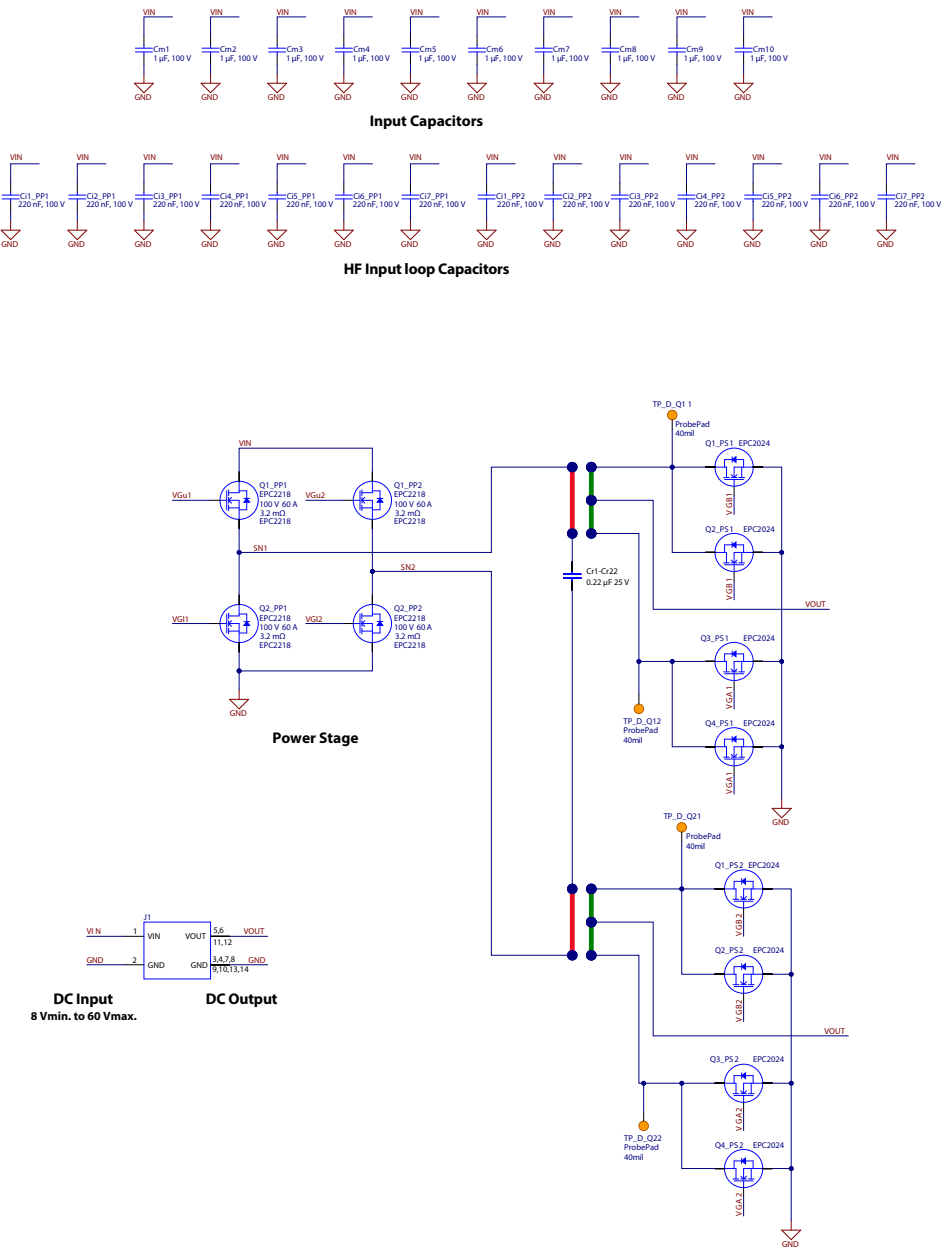 VIN VIN VIN VIN VIN VIN VIN VIN VIN VIN
Cm1 Cm2 Cm3 Cm4 Cm5 Cm6 Cm7 Cm8 Cm9 Cm10
1 µF, 100 V 1 µF, 100 V 1 µF, 100 V 1 µF, 100 V 1 µF, 100 V 1 µF, 100 V 1 µF, 100 V 1 µF, 100 V 1 µF, 100 V 1 µF, 100 V
GND GND GND GND GND GND GND GND GND GND
Input Capacitors
VIN VIN VIN VIN VIN VIN VIN VIN VIN VIN VIN VIN VIN VIN
Ci1_PP1 Ci2_PP1 Ci3_PP1 Ci4_PP1 Ci5_PP1 Ci6_PP1 Ci7_PP1 Ci1_PP2 Ci2_PP2 Ci3_PP2 Ci4_PP2 Ci5_PP2 Ci6_PP2 Ci7_PP2
220 nF, 100 V 220 nF, 100 V 220 nF, 100 V 220 nF, 100 V 220 nF, 100 V 220 nF, 100 V 220 nF, 100 V 220 nF, 100 V 220 nF, 100 V 220 nF, 100 V 220 nF, 100 V 220 nF, 100 V 220 nF, 100 V 220 nF, 100 V
GND GND GND GND GND GND GND GND GND GND GND GND GND GND
HF Input loop Capacitors
VIN
VGu1
Q1_PP1
EPC2218
100 V 60 A
3.2 mΩ
EPC2218
VGu2
Q1_PP2
EPC2218
100 V 60 A
3.2 mΩ
EPC2218
SN1
SN2
VGl1
Q2_PP1
EPC2218
100 V 60 A
3.2 mΩ
EPC2218
VGl2
Q2_PP2
EPC2218
100 V 60 A
3.2 mΩ
EPC2218
GND
Power Stage
TP_D_Q1 1
ProbePad
40mil
Q1_PS1 EPC2024
VGB1
Q2_PS1 EPC2024
VGB1
Cr1-Cr22
0.22 µF 25 V
VOUT
Q3_PS1 EPC2024
VGA1
TP_D_Q12
ProbePad
40mil
Q4_PS1 EPC2024
VGA1
GND
TP_D_Q21
ProbePad
40mil
Q1_PS2 EPC2024
VGB2
Q2_PS2 EPC2024
VGB2
VOUT
Q3_PS2 EPC2024
VGA2
TP_D_Q22
ProbePad
40mil
Q4_PS2 EPC2024
VGA2
GND
J1
VI N 1 VIN VOUT 5,6 VOUT
11,12
GND 2 GND GND 3,4,7,8 GND
9,10,13,14
DC Input DC Output
8 Vmin. to 60 Vmax.